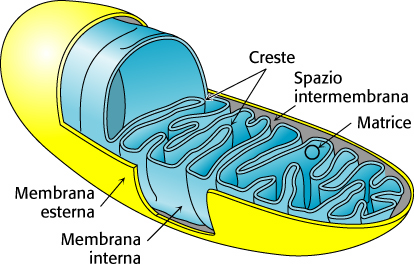 Creste
Spazio
intermembrana
Matrice
Membrana
esterna
Membrana
interna